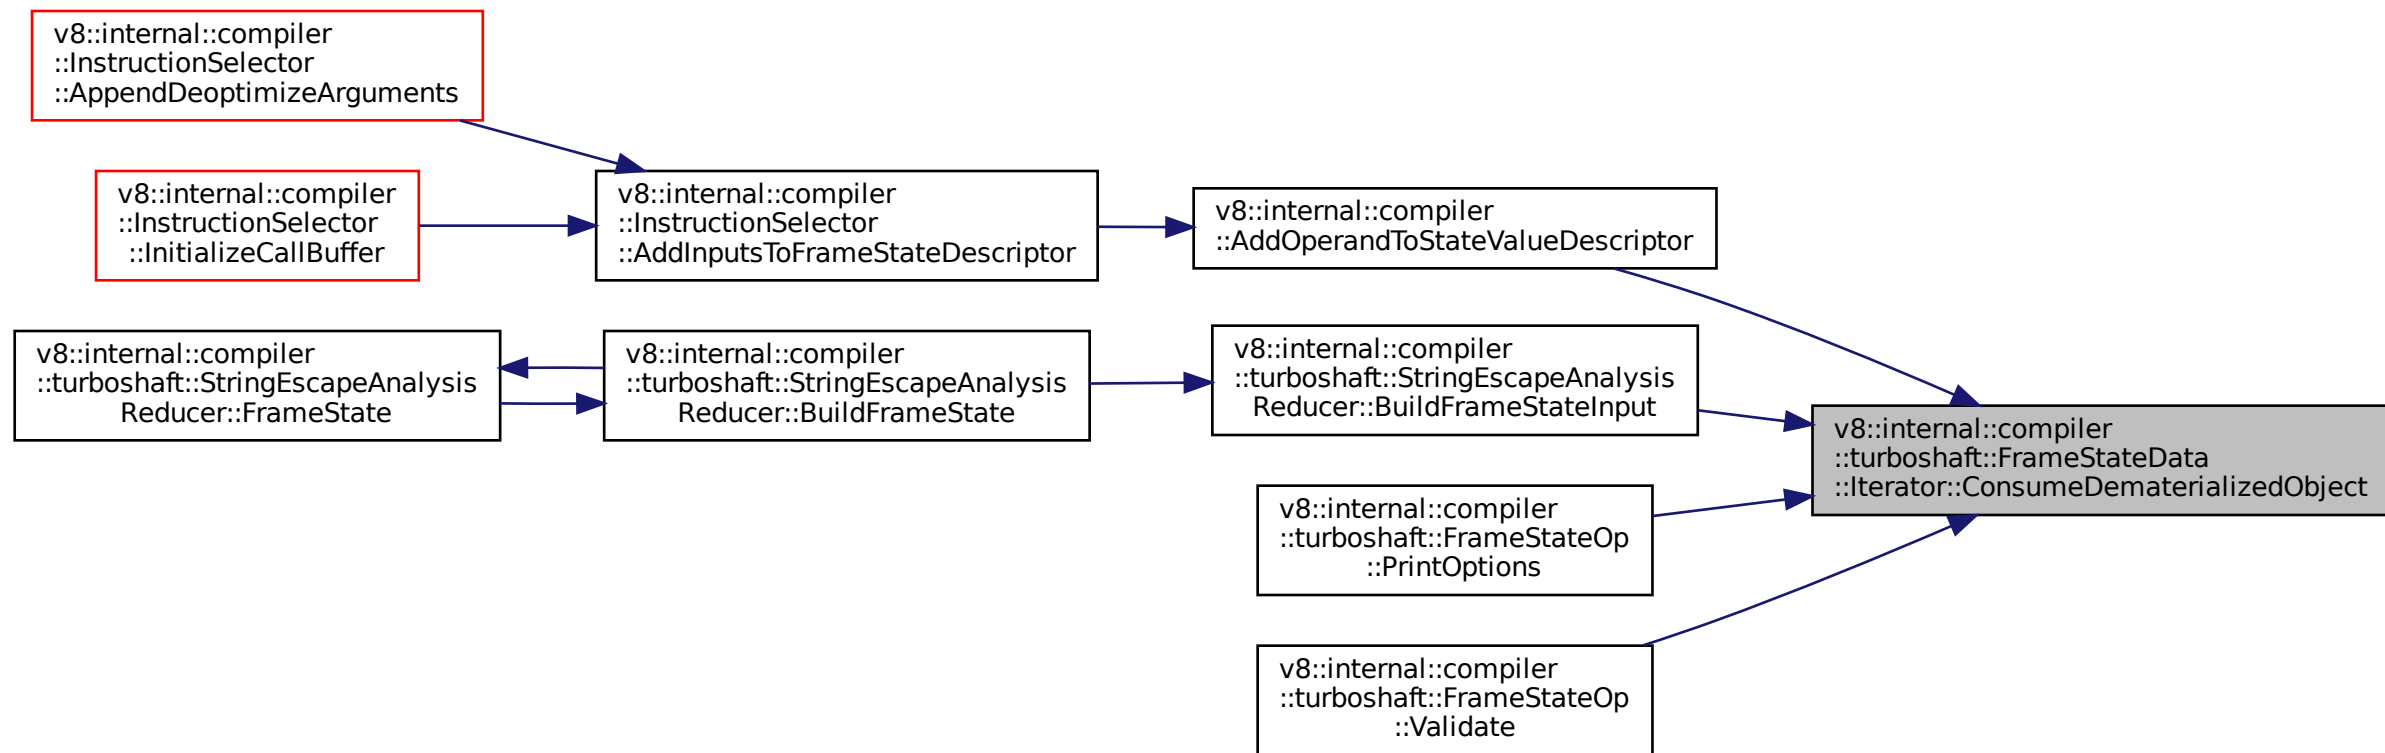 v8::internal::compiler
::InstructionSelector
::AppendDeoptimizeArguments
v8::internal::compiler
::InstructionSelector
::InitializeCallBuffer
v8::internal::compiler
::InstructionSelector
::AddInputsToFrameStateDescriptor
v8::internal::compiler
::AddOperandToStateValueDescriptor
v8::internal::compiler
::turboshaft::StringEscapeAnalysis
Reducer::FrameState
v8::internal::compiler
::turboshaft::StringEscapeAnalysis
Reducer::BuildFrameState
v8::internal::compiler
::turboshaft::StringEscapeAnalysis
Reducer::BuildFrameStateInput
v8::internal::compiler
::turboshaft::FrameStateData
::Iterator::ConsumeDematerializedObject
v8::internal::compiler
::turboshaft::FrameStateOp
::PrintOptions
v8::internal::compiler
::turboshaft::FrameStateOp
::Validate